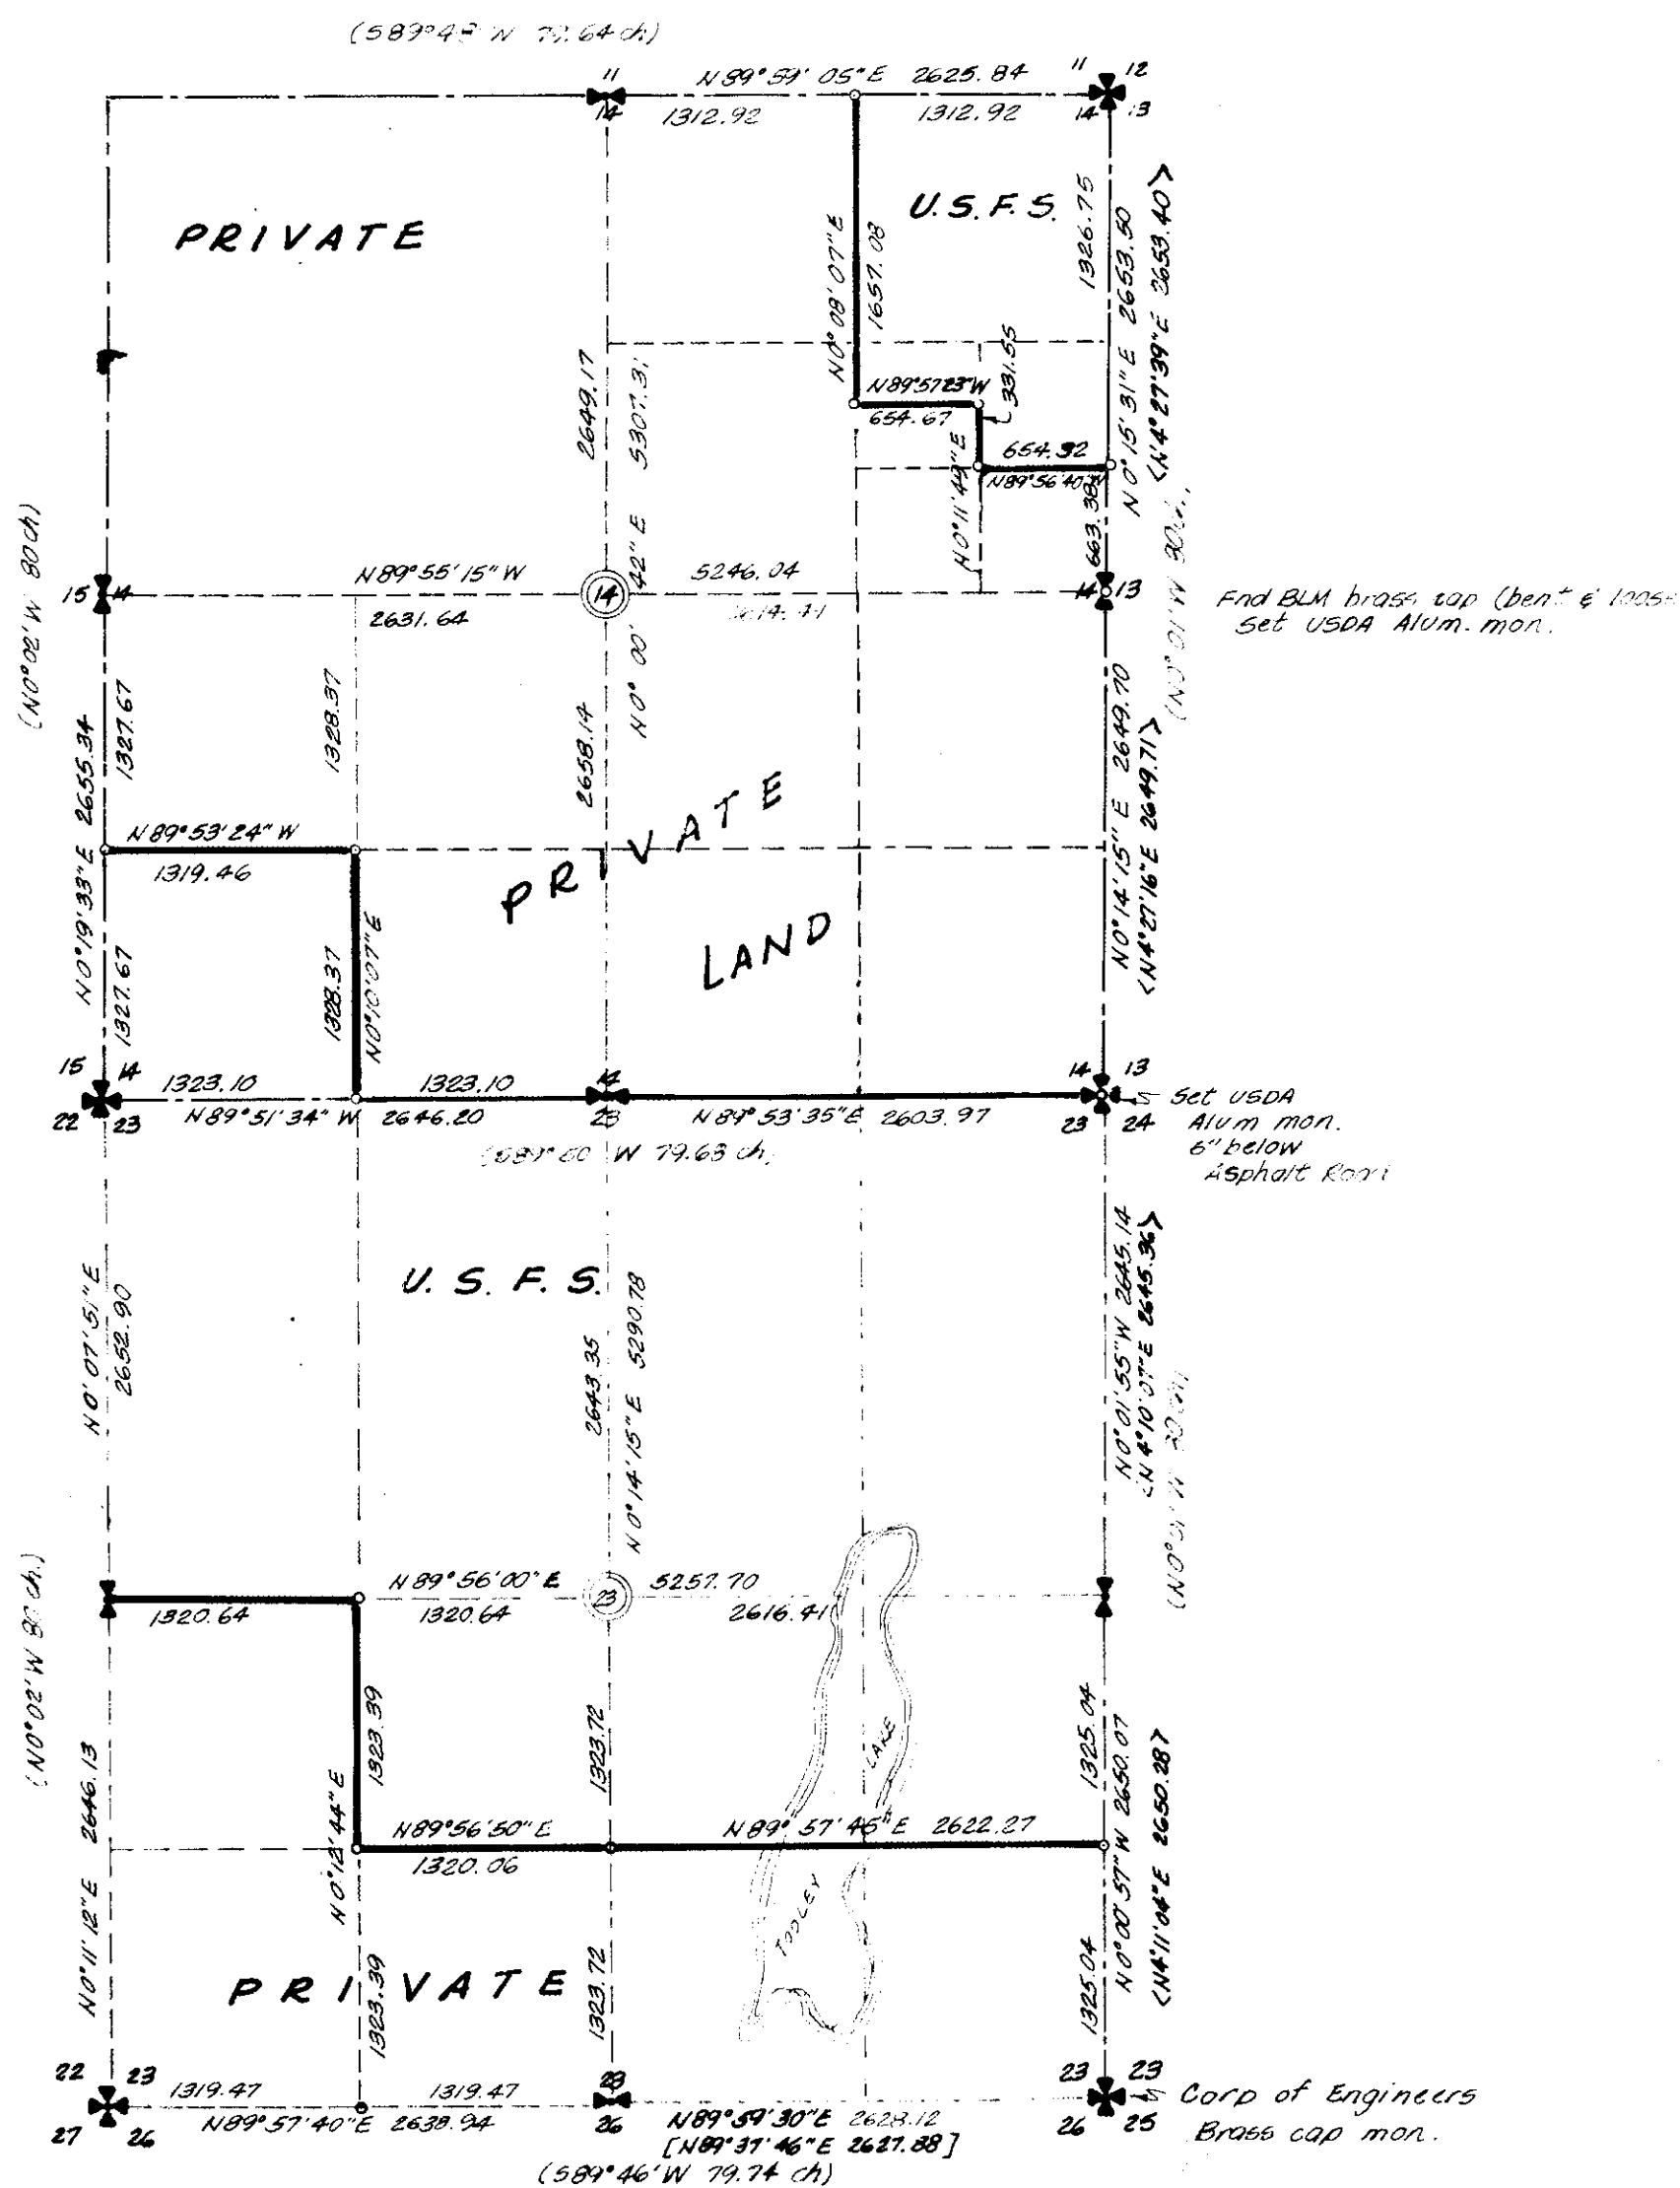 (S89°48'W 79.64 ch)
N89°59'05"E 2625.84
11
11 12
14
1312.92
1312.92
14 13
PRIVATE
U.S.F.S.
1326.75
N0°15'31"E 2653.50
<N4°27'39"E 2653.40>
N0°08'07"E
1657.08
2649.17
5307.31
N89°57'23"W
654.67
331.55
N0°11'49"E
654.32
N89°56'40"W
663.38
(N0°02'W 80ch)
15 14
N89°55'15"W
5246.04
2631.64
14
14 13
(N0°01'W
Fnd BLM brass cap (bent & loose
Set USDA Alum. mon.
N0°00'42"E
2658.14
1328.37
1327.67
N0°19'33"E 2655.34
N0°14'15"E 2649.70
<N4°27'16"E 2649.71>
N89°53'24"W
1319.46
PRIVATE
LAND
1327.67
1328.37
N0°10'07"E
15 14
1323.10
1323.10
14
14 13
22 23
N89°51'34"W 2646.20
23
N89°53'35"E 2603.97
23 24
Set USDA
Alum mon.
6" below
Asphalt Road
W 79.63 ch.
N0°07'51"E
2652.90
U.S.F.S.
2643.35
N0°14'15"E 5290.78
N0°01'55"W 2645.14
<N4°10'07"E 2645.36>
(N0°02'W 80 ch.)
N89°56'00"E
5257.70
1320.64
1320.64
23
2616.41
N0°11'12"E 2646.13
1323.39
N0°12'44"E
1323.72
LAKE
TOOLEY
1325.04
N0°00'57"W 2650.07
<N4°11'04"E 2650.28>
N89°56'50"E
1320.06
N89°57'45"E 2622.27
PRIVATE
1323.39
1323.72
1325.04
22 23
1319.47
1319.47
23
23 23
27 26
N89°57'40"E 2638.94
26
N89°59'30"E 2628.12
26 25
Corp of Engineers
Brass cap mon.
[N89°37'46"E 2627.88]
(S89°46'W 79.74 ch)